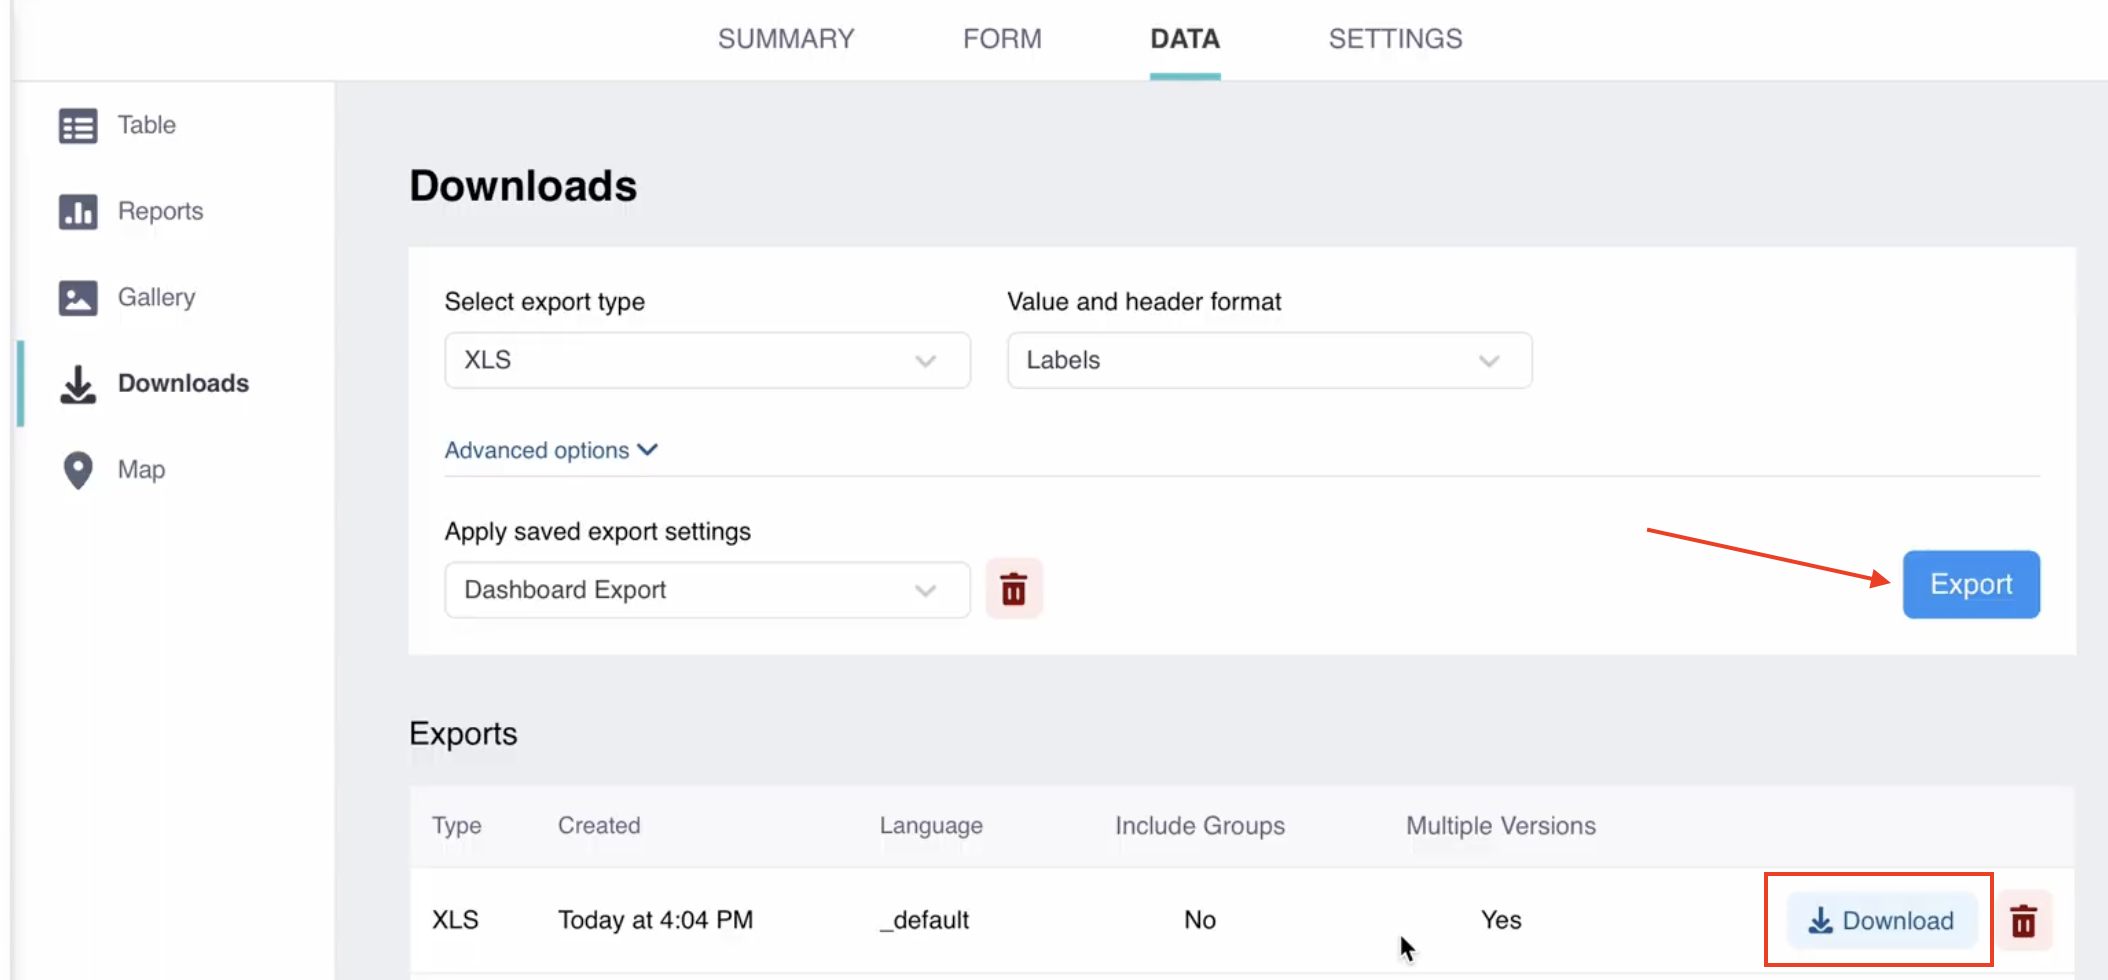 SUMMARY FORM DATA SETTINGS
Table
Reports
Gallery
Downloads
Map
Downloads
Select export type Value and header format
XLS Labels
Advanced options
Apply saved export settings
Dashboard Export Export
Exports
Type Created Language Include Groups Multiple Versions
XLS Today at 4:04 PM _default No Yes Download